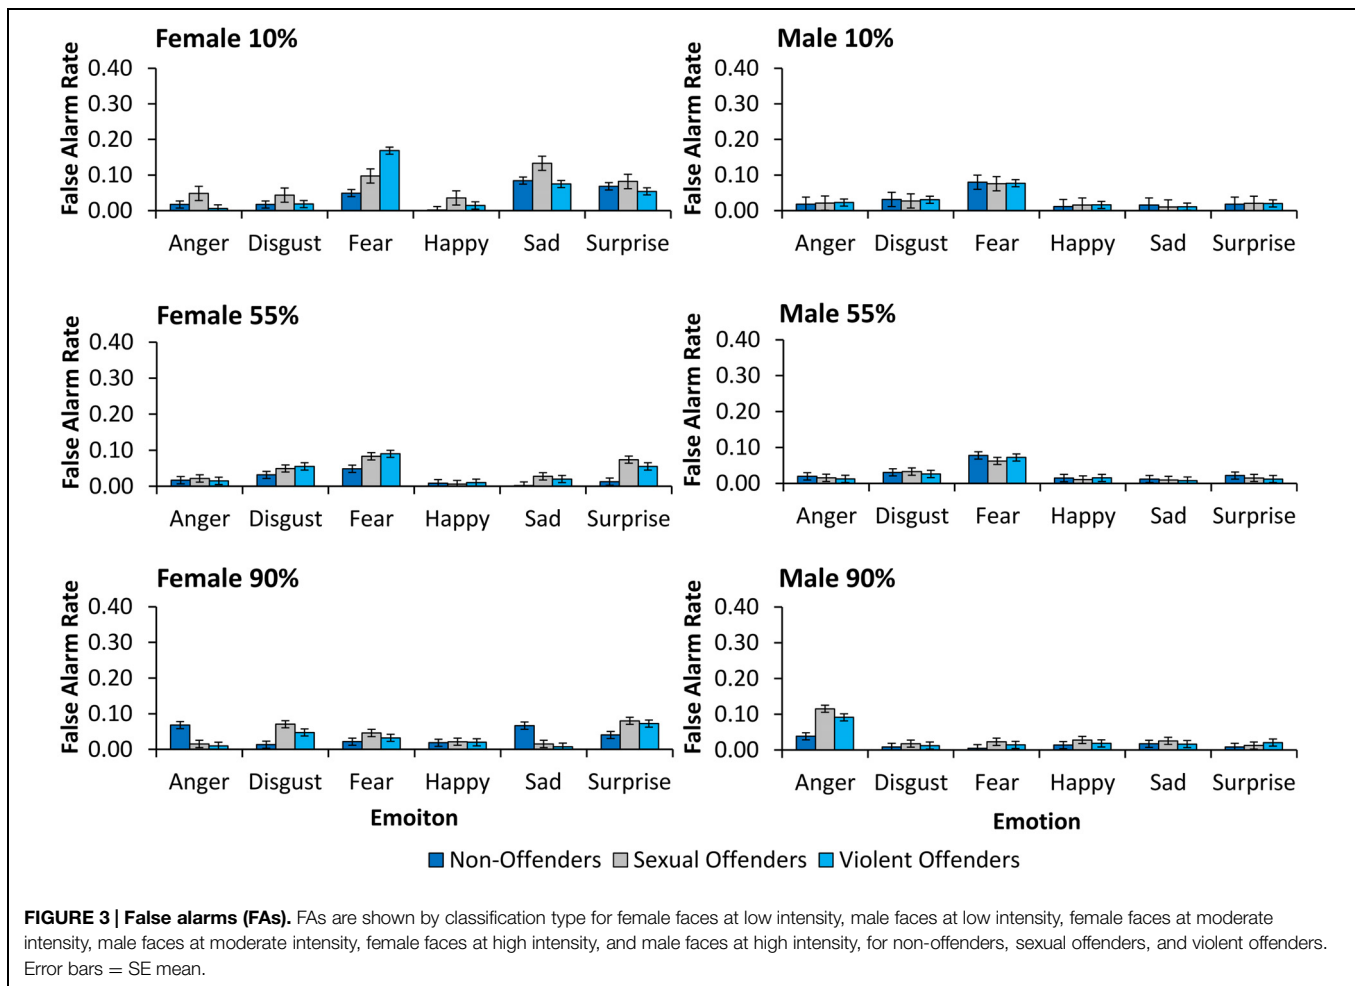 Female 10%
False Alarm Rate
0.40
0.30
0.20
0.10
0.00
Anger Disgust Fear Happy Sad Surprise
Male 10%
False Alarm Rate
0.40
0.30
0.20
0.10
0.00
Anger Disgust Fear Happy Sad Surprise
Female 55%
False Alarm Rate
0.40
0.30
0.20
0.10
0.00
Anger Disgust Fear Happy Sad Surprise
Male 55%
False Alarm Rate
0.40
0.30
0.20
0.10
0.00
Anger Disgust Fear Happy Sad Surprise
Female 90%
False Alarm Rate
0.40
0.30
0.20
0.10
0.00
Anger Disgust Fear Happy Sad Surprise
Emoiton
Male 90%
False Alarm Rate
0.40
0.30
0.20
0.10
0.00
Anger Disgust Fear Happy Sad Surprise
Emotion
Non-Offenders Sexual Offenders Violent Offenders
FIGURE 3 | False alarms (FAs). FAs are shown by classification type for female faces at low intensity, male faces at low intensity, female faces at moderate
intensity, male faces at moderate intensity, female faces at high intensity, and male faces at high intensity, for non-offenders, sexual offenders, and violent offenders.
Error bars = SE mean.